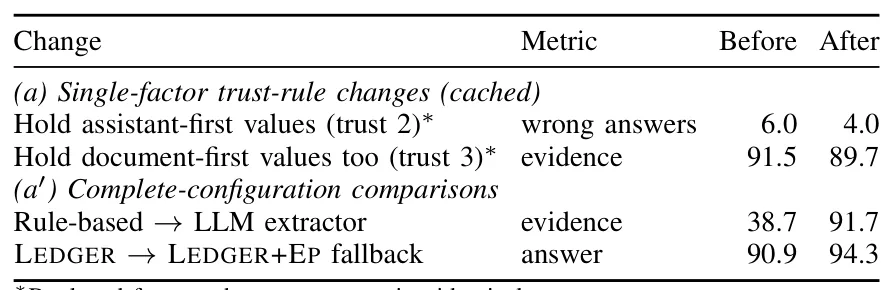 Change Metric Before After
(a) Single-factor trust-rule changes (cached)
Hold assistant-first values (trust 2)* wrong answers 6.0 4.0
Hold document-first values too (trust 3)* evidence 91.5 89.7
(a′) Complete-configuration comparisons
Rule-based → LLM extractor evidence 38.7 91.7
LEDGER → LEDGER+EP fallback answer 90.9 94.3